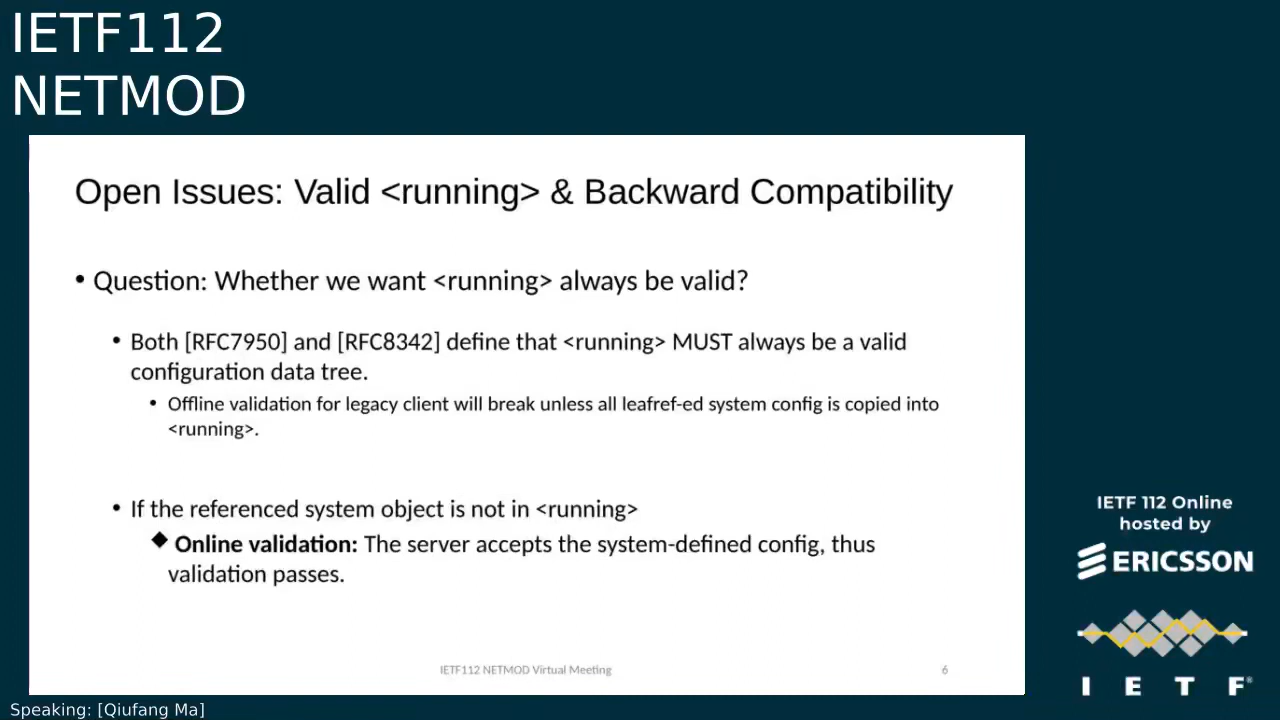 IETF112
NETMOD
Open Issues: Valid <running> & Backward Compatibility
• Question: Whether we want <running> always be valid?
• Both [RFC7950] and [RFC8342] define that <running> MUST always be a valid
configuration data tree.
• Offline validation for legacy client will break unless all leafref-ed system config is copied into
<running>.
• If the referenced system object is not in <running>
◆ Online validation: The server accepts the system-defined config, thus
validation passes.
IETF112 NETMOD Virtual Meeting
6
IETF 112 Online
hosted by
ERICSSON
I E T F®
Speaking: [Qiufang Ma]